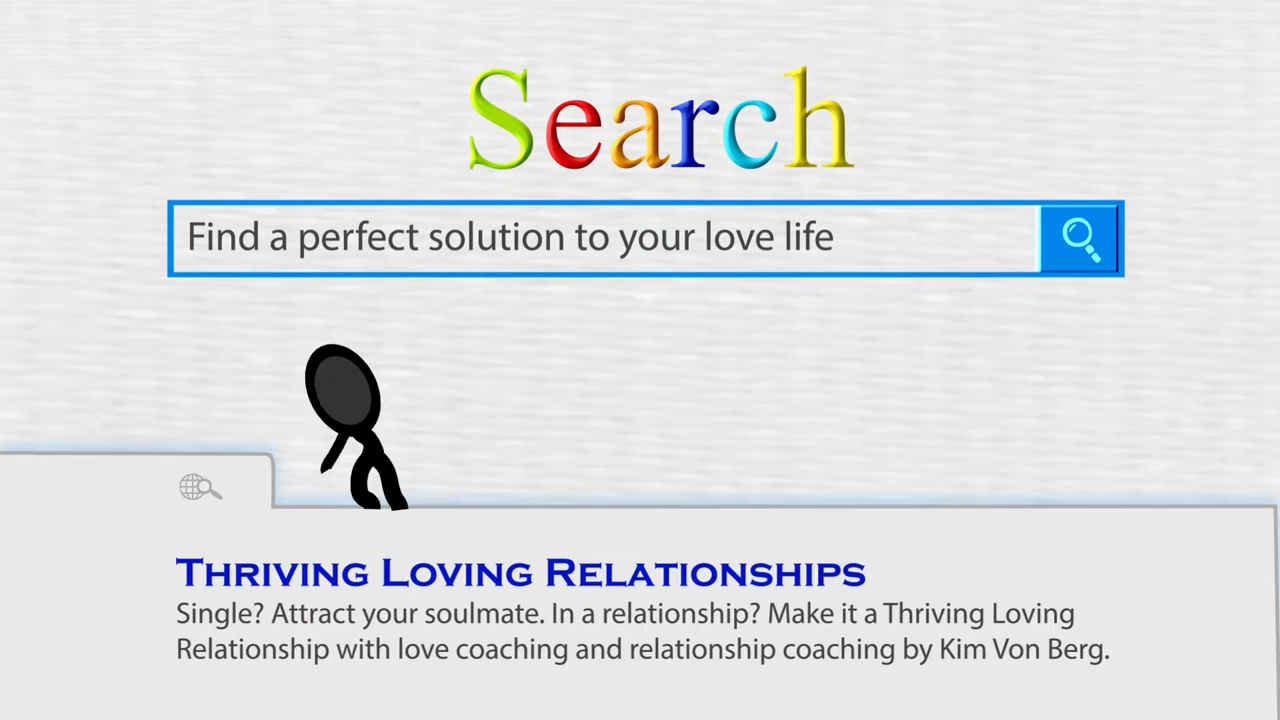 Search
Find a perfect solution to your love life
Thriving Loving Relationships
Single? Attract your soulmate. In a relationship? Make it a Thriving Loving
Relationship with love coaching and relationship coaching by Kim Von Berg.